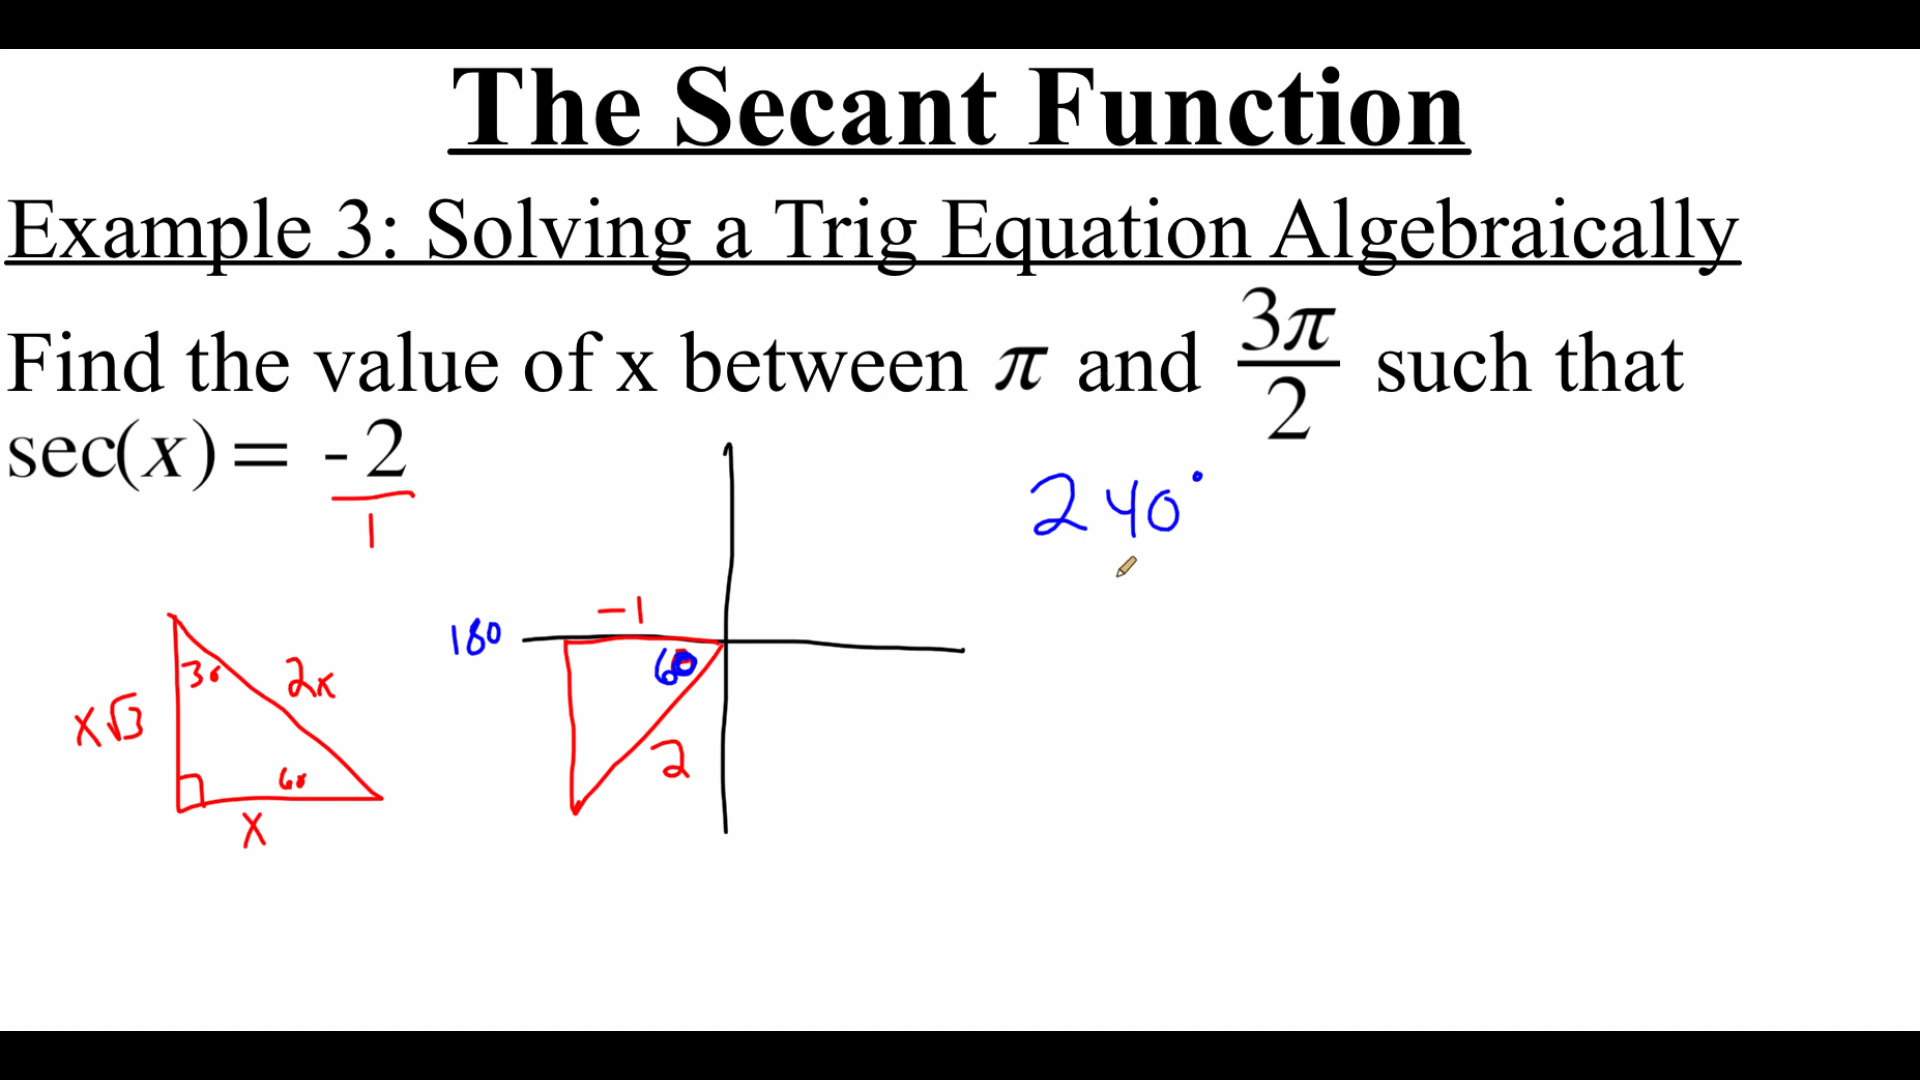 The Secant Function
Example 3: Solving a Trig Equation Algebraically
Find the value of x between π and 3π/2 such that
sec(x) = -2
1
240°
-1
180
60
30
2x
x√3
2
60
x